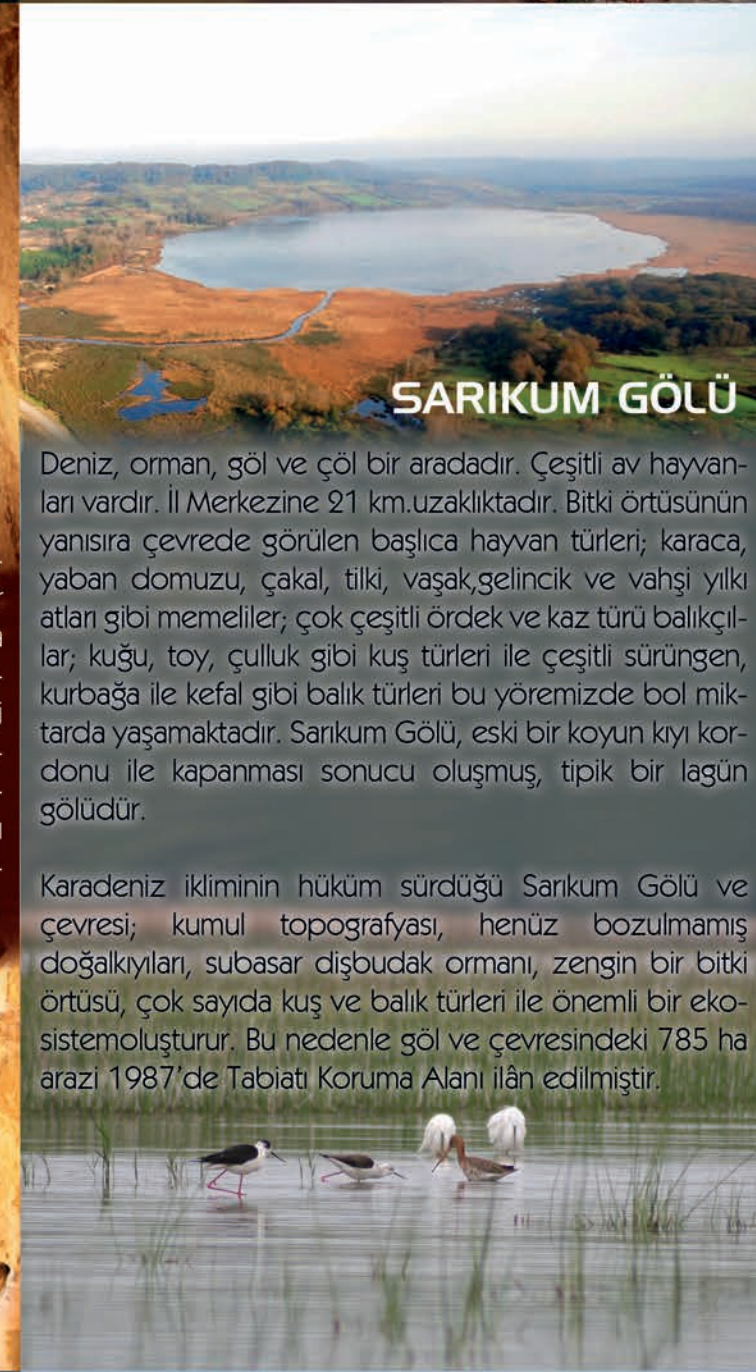 SARIKUM GÖLÜ
Deniz, orman, göl ve çöl bir aradadır. Çeşitli av hayvan-
ları vardır. İl Merkezine 21 km.uzaklıktadır. Bitki örtüsünün
yanısıra çevrede görülen başlıca hayvan türleri; karaca,
yaban domuzu, çakal, tilki, vaşak,gelincik ve vahşi yılkı
atları gibi memeliler; çok çeşitli ördek ve kaz türü balıkçıl-
lar; kuğu, toy, çulluk gibi kuş türleri ile çeşitli sürüngen,
kurbağa ile kefal gibi balık türleri bu yöremizde bol mik-
tarda yaşamaktadır. Sarıkum Gölü, eski bir koyun kıyı kor-
donu ile kapanması sonucu oluşmuş, tipik bir lagün
gölüdür.
Karadeniz ikliminin hüküm sürdüğü Sarıkum Gölü ve
çevresi; kumul topografyası, henüz bozulmamış
doğalkıyıları, subasar dişbudak ormanı, zengin bir bitki
örtüsü, çok sayıda kuş ve balık türleri ile önemli bir eko-
sistemoluşturur. Bu nedenle göl ve çevresindeki 785 ha
arazi 1987’de Tabiatı Koruma Alanı ilân edilmiştir.